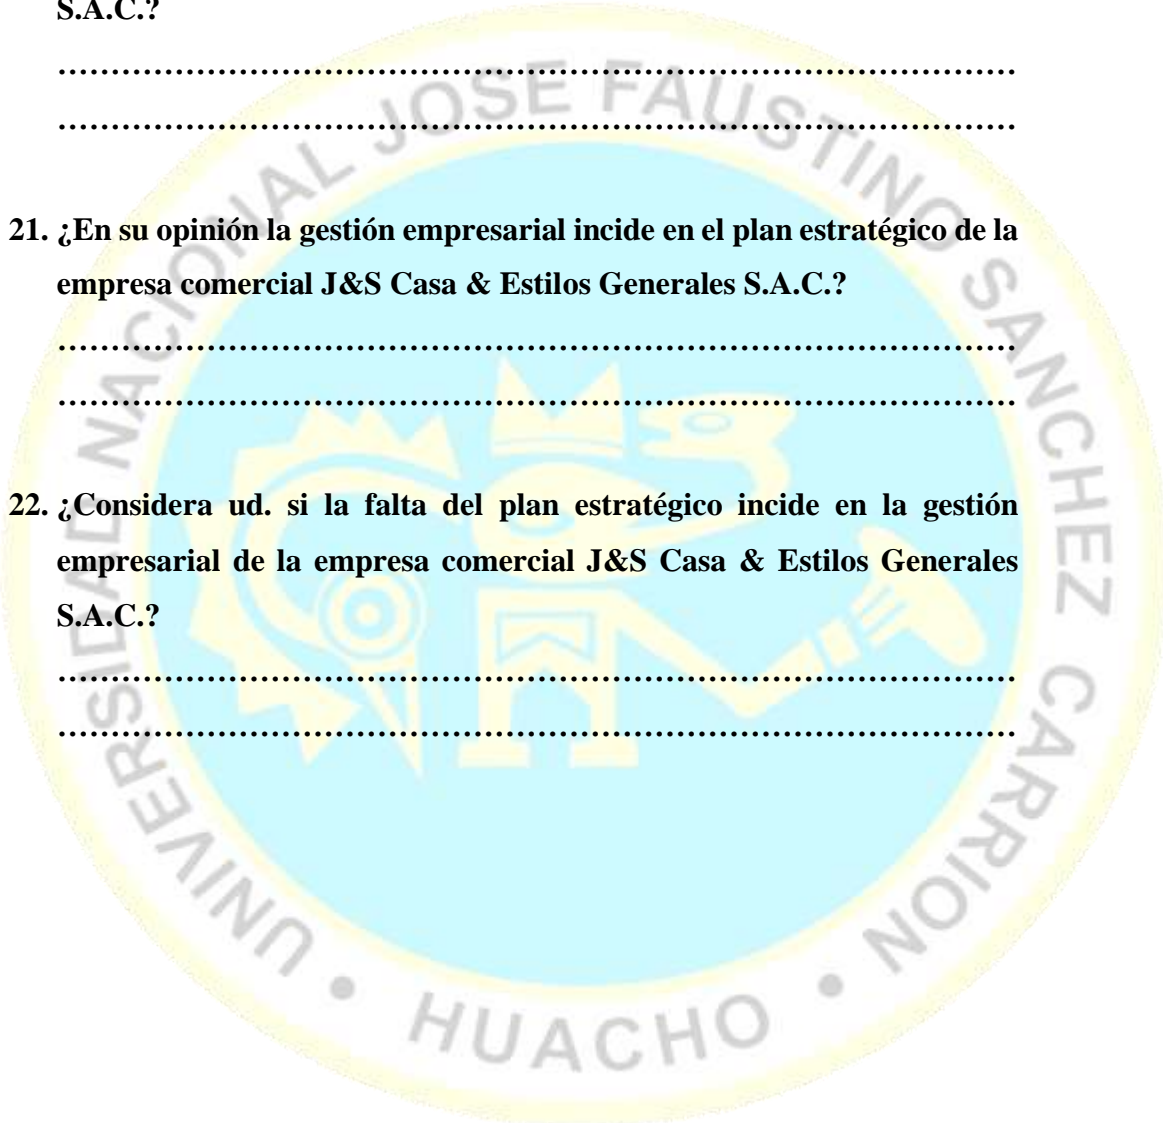 S.A.C.?
………………………………………………………………………………
………………………………………………………………………………
21. ¿En su opinión la gestión empresarial incide en el plan estratégico de la
empresa comercial J&S Casa & Estilos Generales S.A.C.?
………………………………………………………………………………
………………………………………………………………………………
22. ¿Considera ud. si la falta del plan estratégico incide en la gestión
empresarial de la empresa comercial J&S Casa & Estilos Generales
S.A.C.?
………………………………………………………………………………
………………………………………………………………………………
UNIVERSIDAD NACIONAL JOSE FAUSTINO SANCHEZ CARRION
• HUACHO •